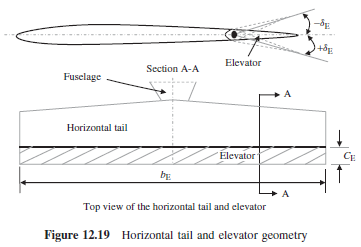 −δE
+δE
Elevator
Section A-A
Fuselage
A
Horizontal tail
Elevator
CE
bE
A
Top view of the horizontal tail and elevator
Figure 12.19 Horizontal tail and elevator geometry